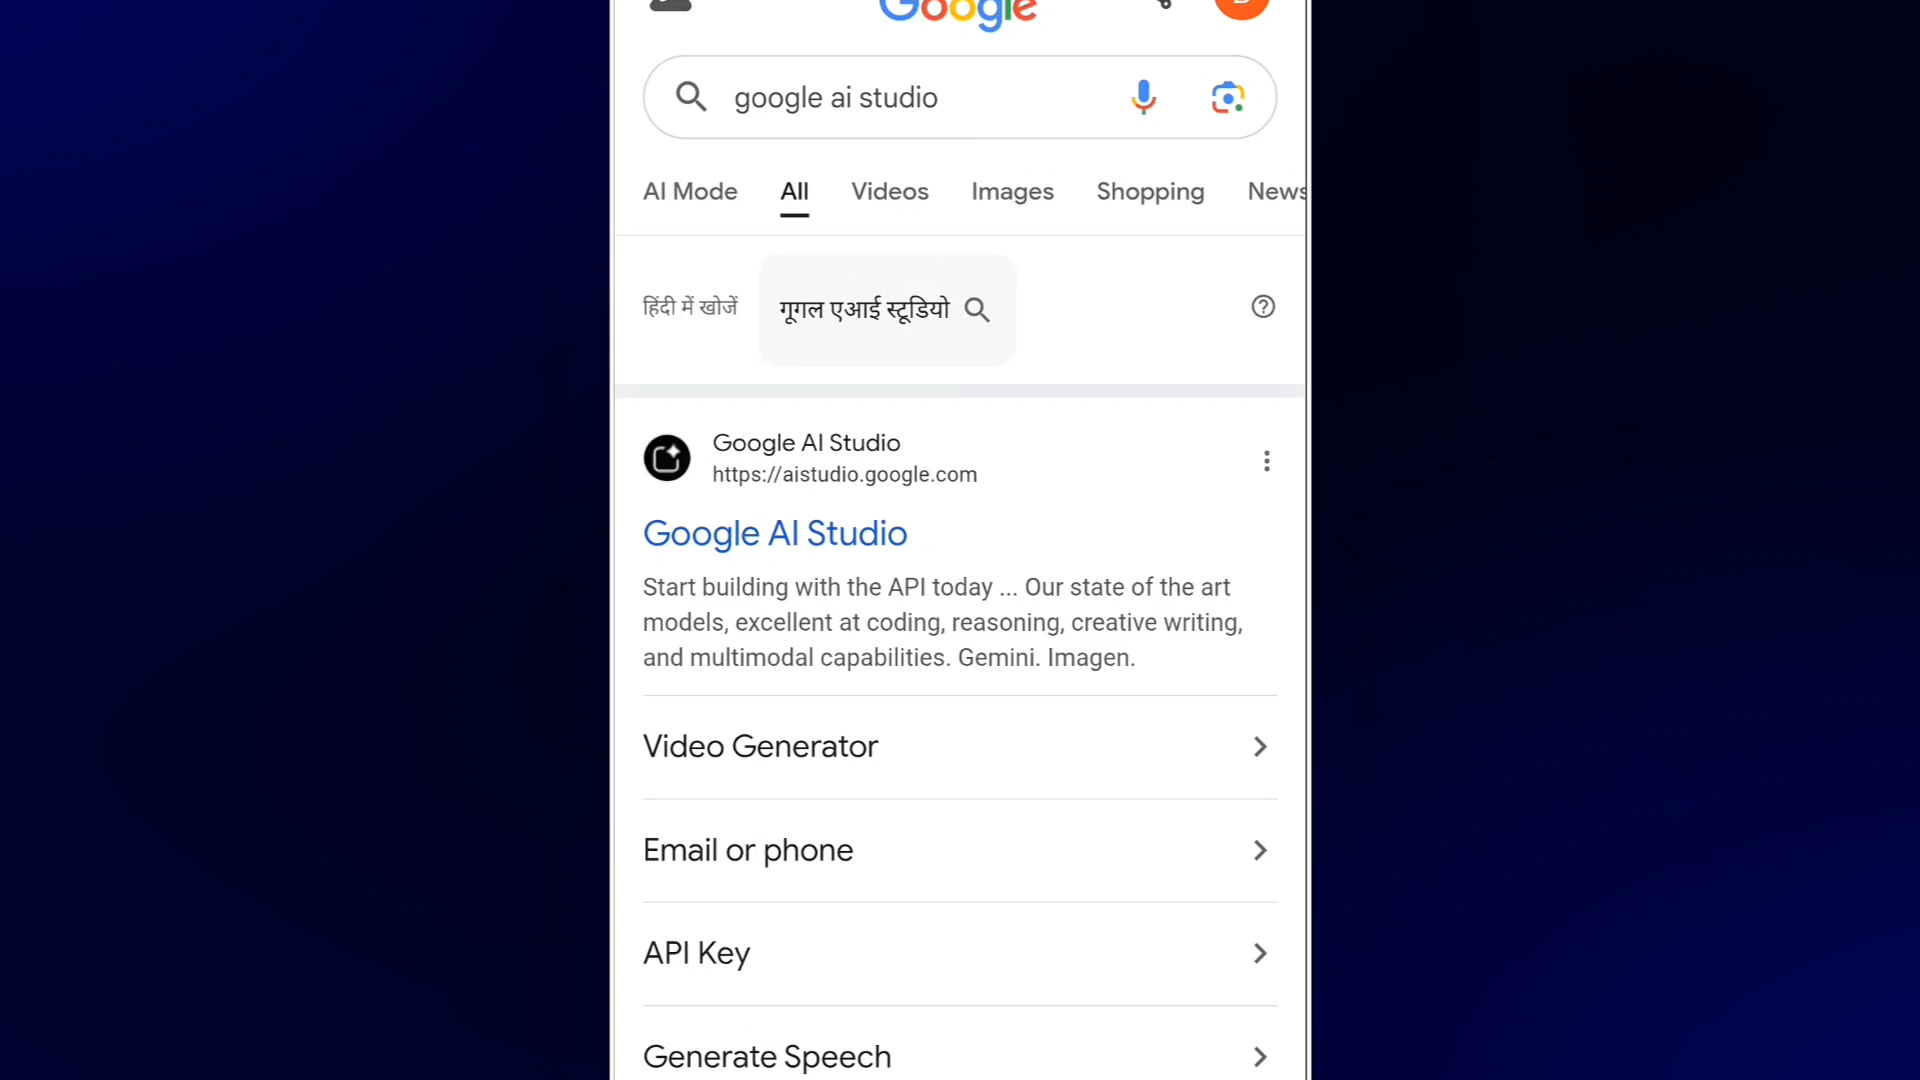 Google
google ai studio
AI Mode All Videos Images Shopping News
हिंदी में खोजें गूगल एआई स्टूडियो
Google AI Studio
https://aistudio.google.com
Google AI Studio
Start building with the API today ... Our state of the art
models, excellent at coding, reasoning, creative writing,
and multimodal capabilities. Gemini. Imagen.
Video Generator
Email or phone
API Key
Generate Speech